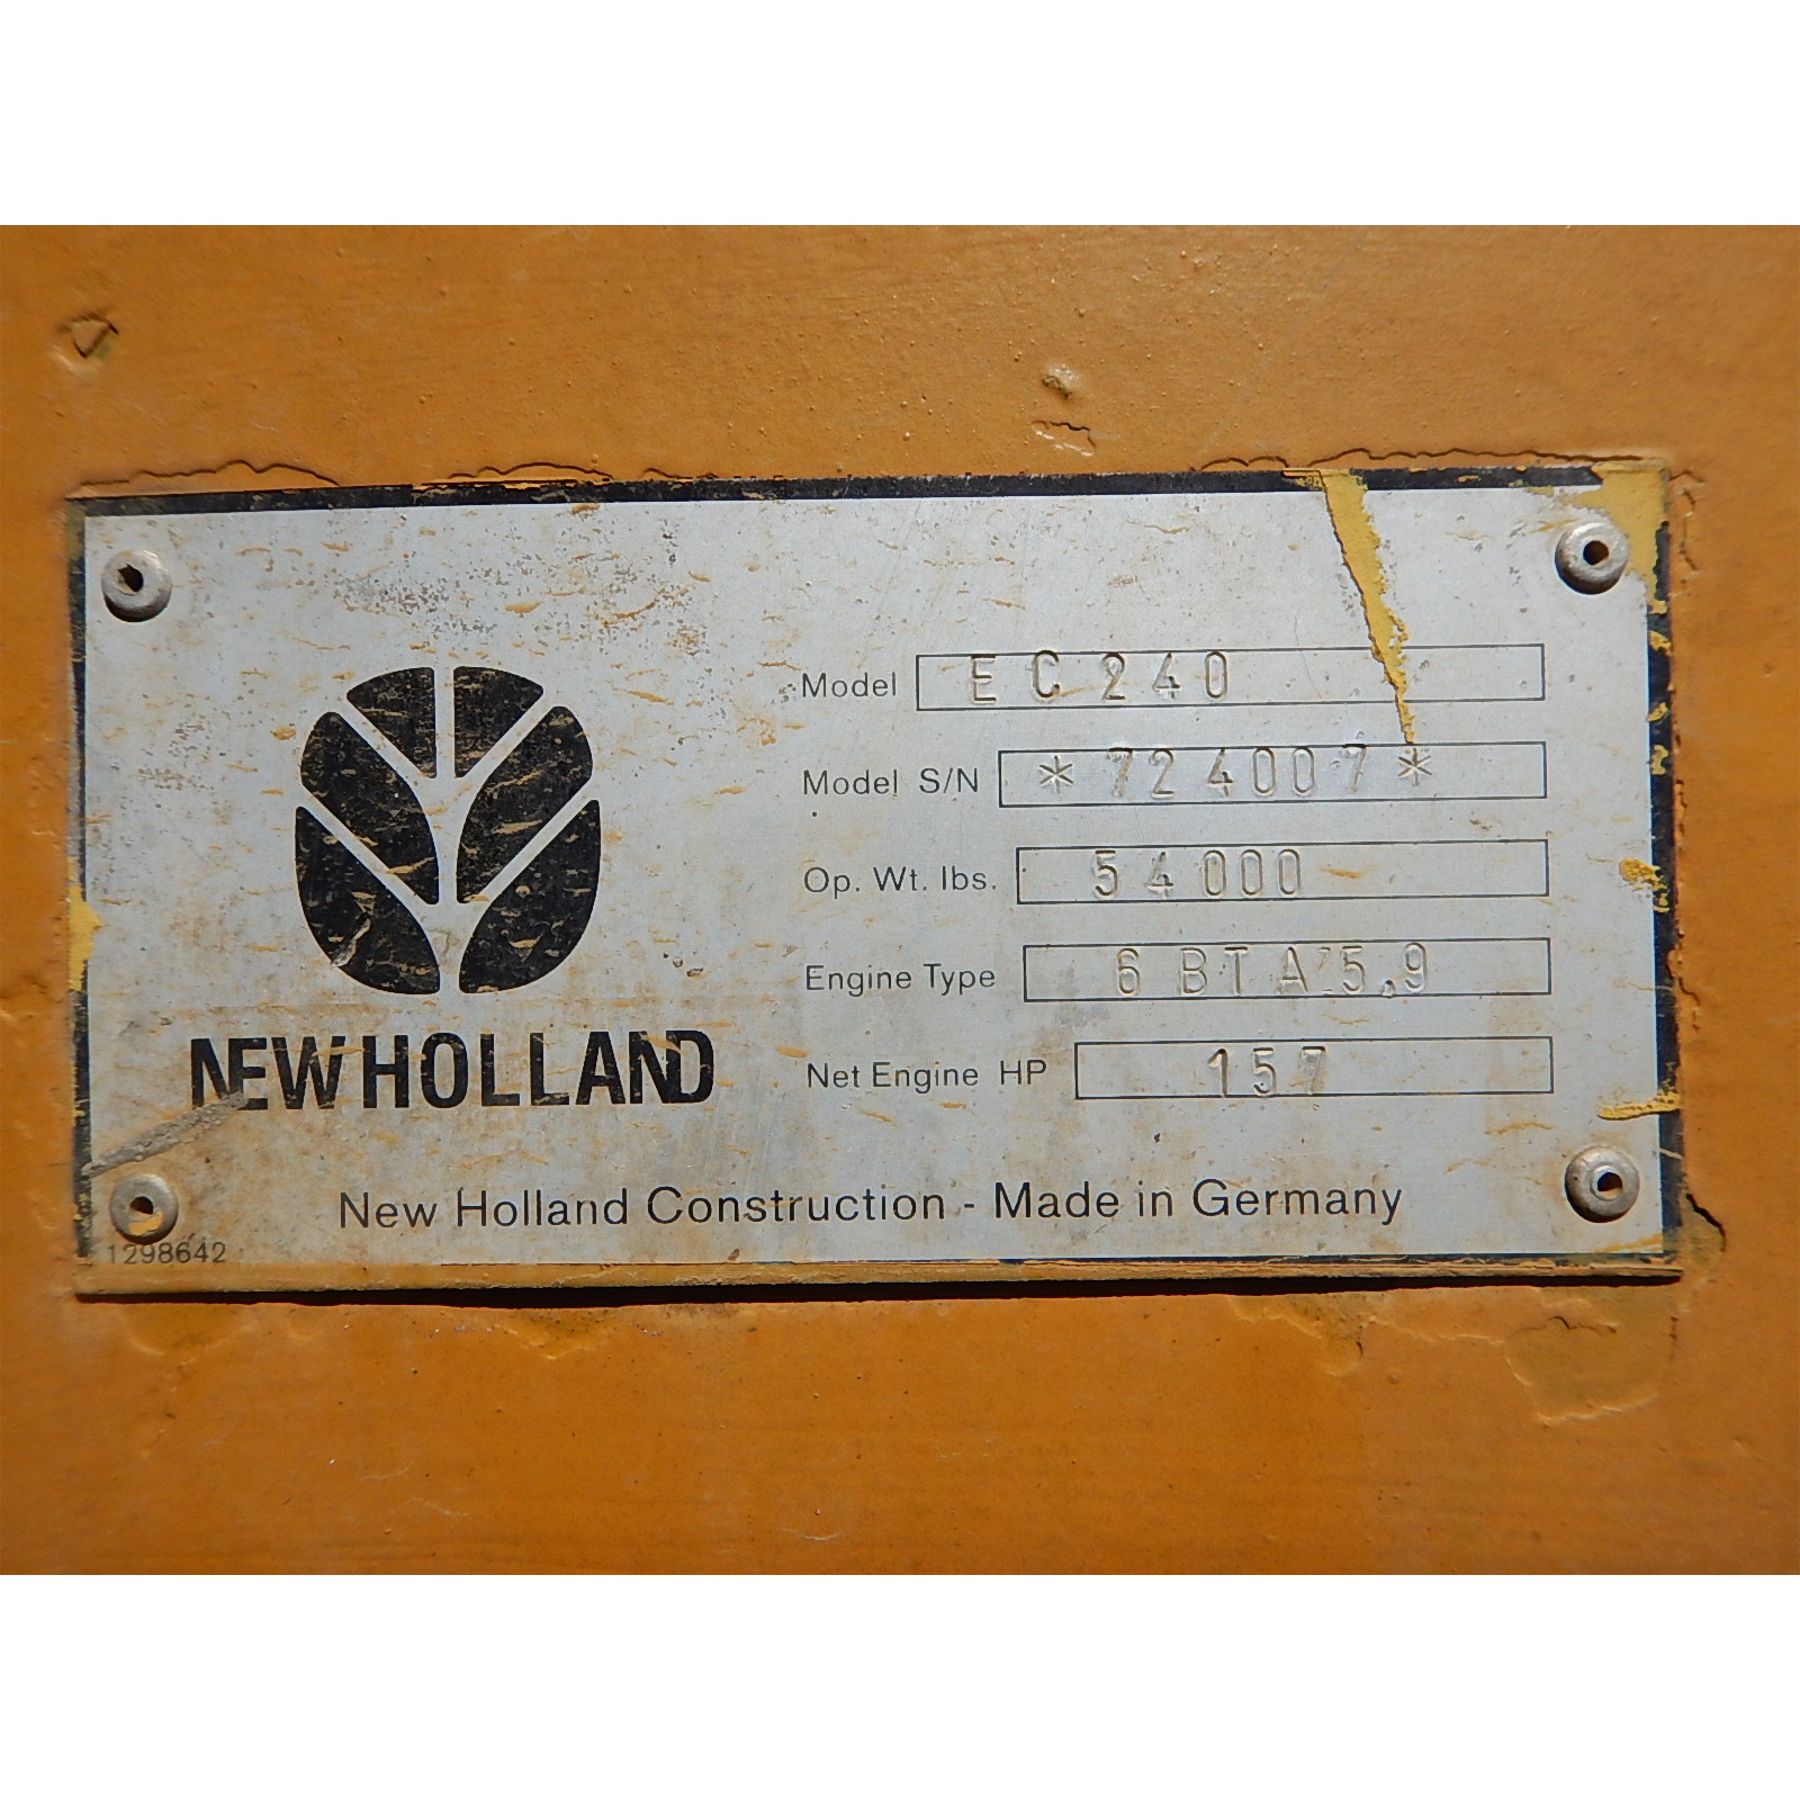 Model EC240
Model S/N *724007*
Op. Wt. lbs. 54000
Engine Type 6BTA5.9
Net Engine HP 157
NEW HOLLAND
New Holland Construction - Made in Germany
1298642